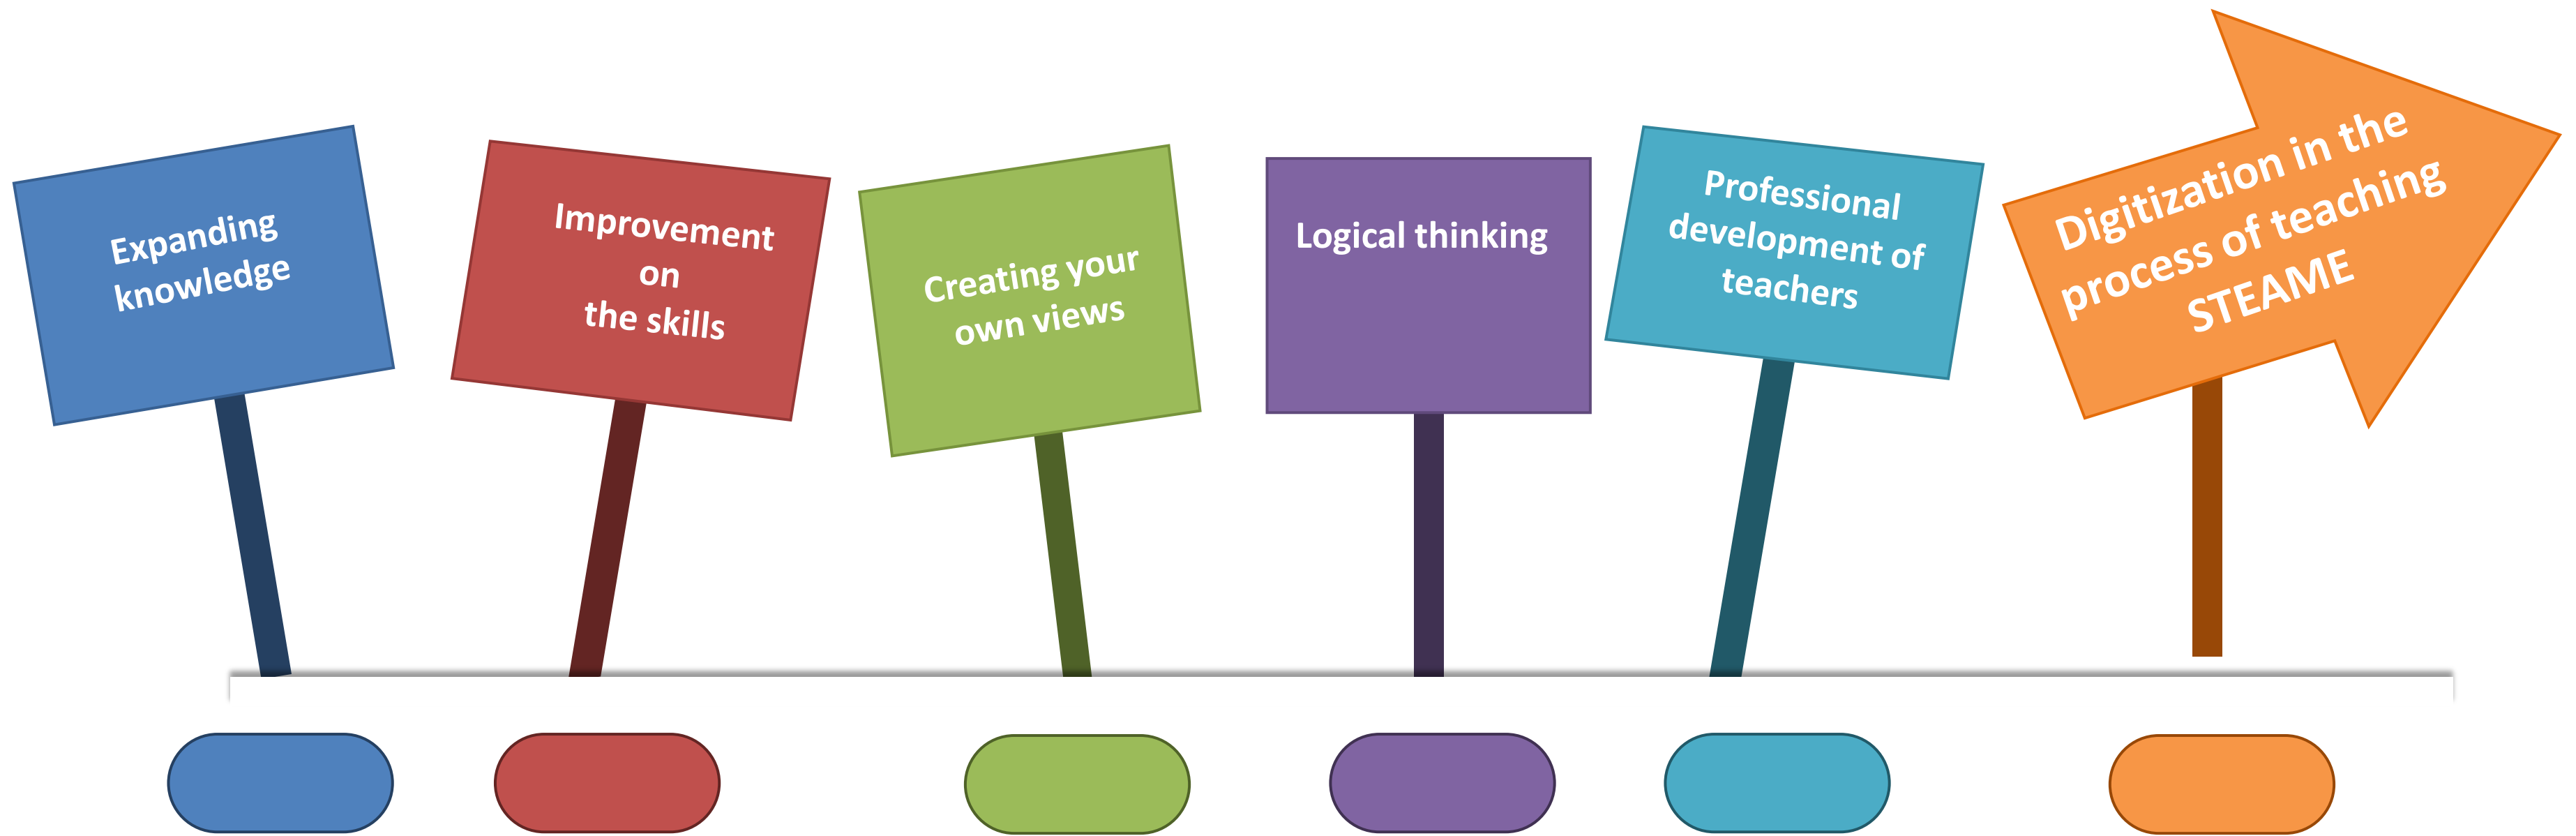 Expanding
knowledge
Improvement
on
the skills
Creating your
own views
Logical thinking
Professional
development of
teachers
Digitization in the
process of teaching
STEAME